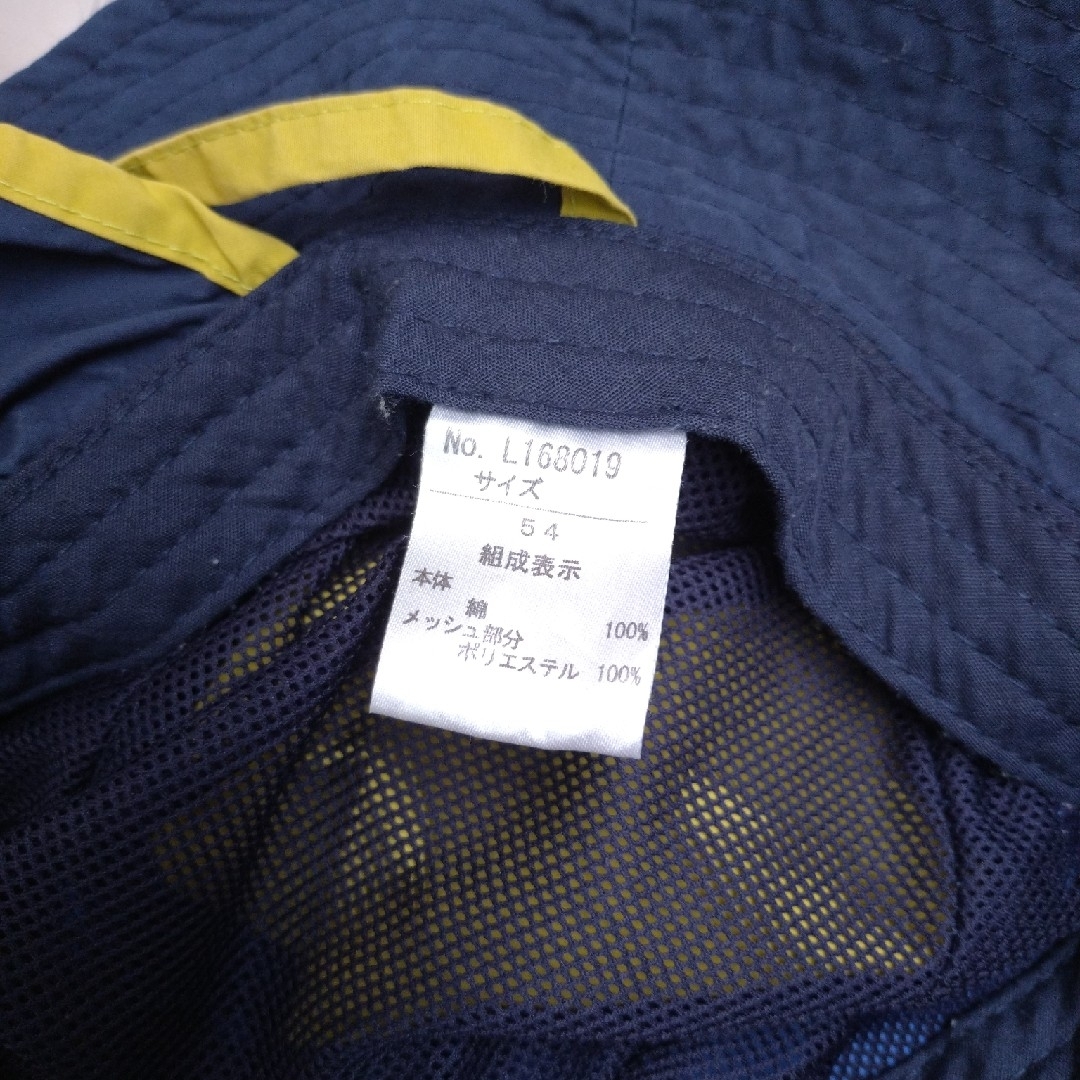 No. L168019
サイズ
54
組成表示
本体
綿 100%
メッシュ部分
ポリエステル 100%